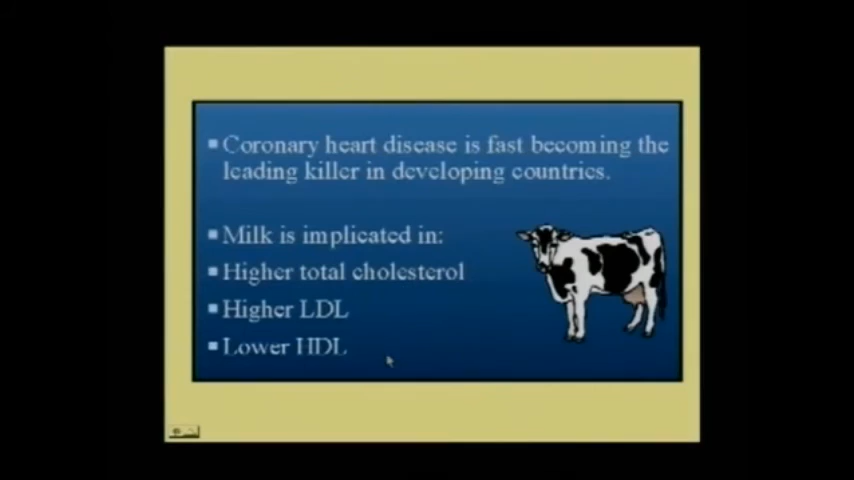 Coronary heart disease is fast becoming the
leading killer in developing countries.
Milk is implicated in:
Higher total cholesterol
Higher LDL
Lower HDL